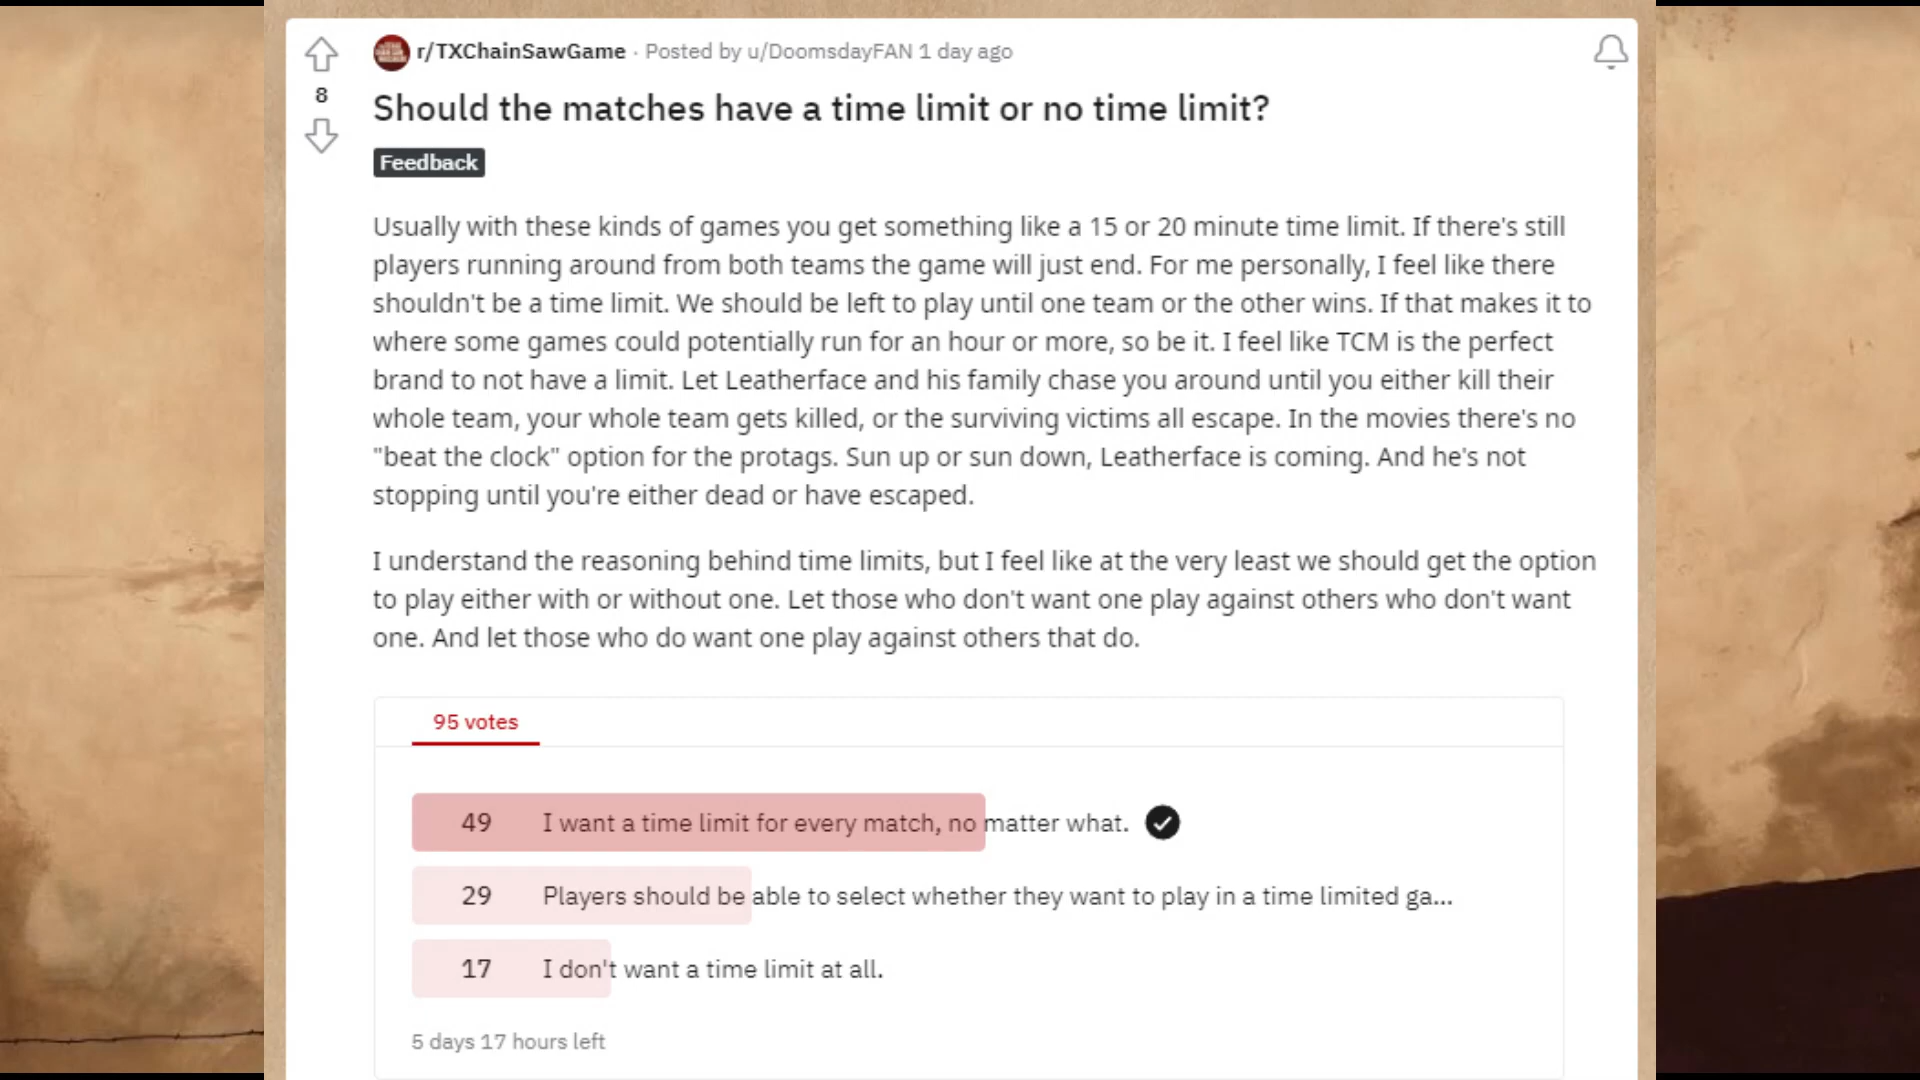 r/TXChainSawGame · Posted by u/DoomsdayFAN 1 day ago
8
Should the matches have a time limit or no time limit?
Feedback
Usually with these kinds of games you get something like a 15 or 20 minute time limit. If there's still
players running around from both teams the game will just end. For me personally, I feel like there
shouldn't be a time limit. We should be left to play until one team or the other wins. If that makes it to
where some games could potentially run for an hour or more, so be it. I feel like TCM is the perfect
brand to not have a limit. Let Leatherface and his family chase you around until you either kill their
whole team, your whole team gets killed, or the surviving victims all escape. In the movies there's no
"beat the clock" option for the protags. Sun up or sun down, Leatherface is coming. And he's not
stopping until you're either dead or have escaped.
I understand the reasoning behind time limits, but I feel like at the very least we should get the option
to play either with or without one. Let those who don't want one play against others who don't want
one. And let those who do want one play against others that do.
95 votes
49 I want a time limit for every match, no matter what.
29 Players should be able to select whether they want to play in a time limited ga...
17 I don't want a time limit at all.
5 days 17 hours left